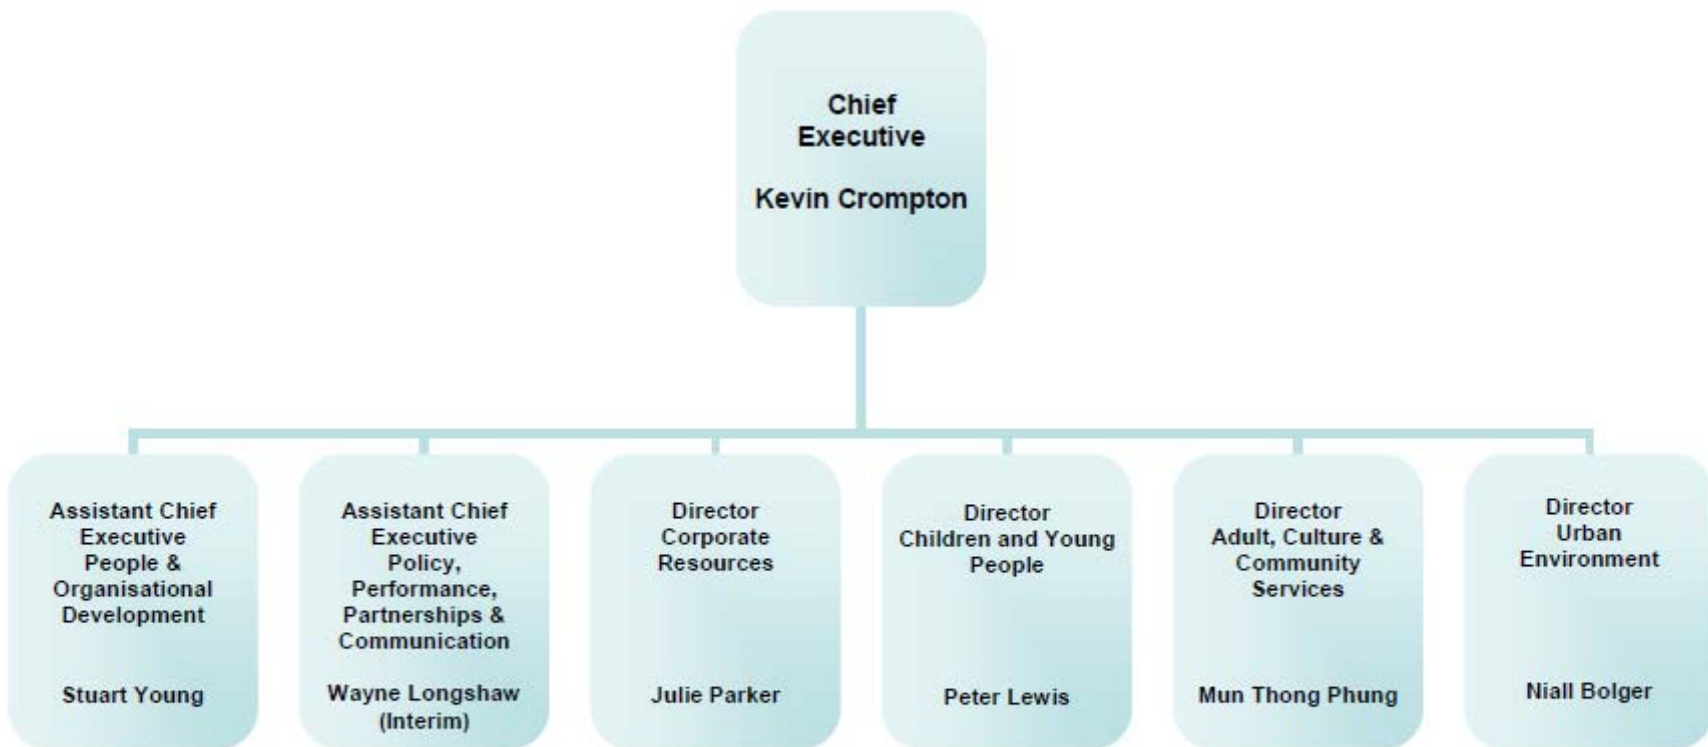 Chief
Executive
Kevin Crompton
Assistant Chief
Executive
People &
Organisational
Development
Stuart Young
Assistant Chief
Executive
Policy,
Performance,
Partnerships &
Communication
Wayne Longshaw
(Interim)
Director
Corporate
Resources
Julie Parker
Director
Children and Young
People
Peter Lewis
Director
Adult, Culture &
Community
Services
Mun Thong Phung
Director
Urban
Environment
Niall Bolger